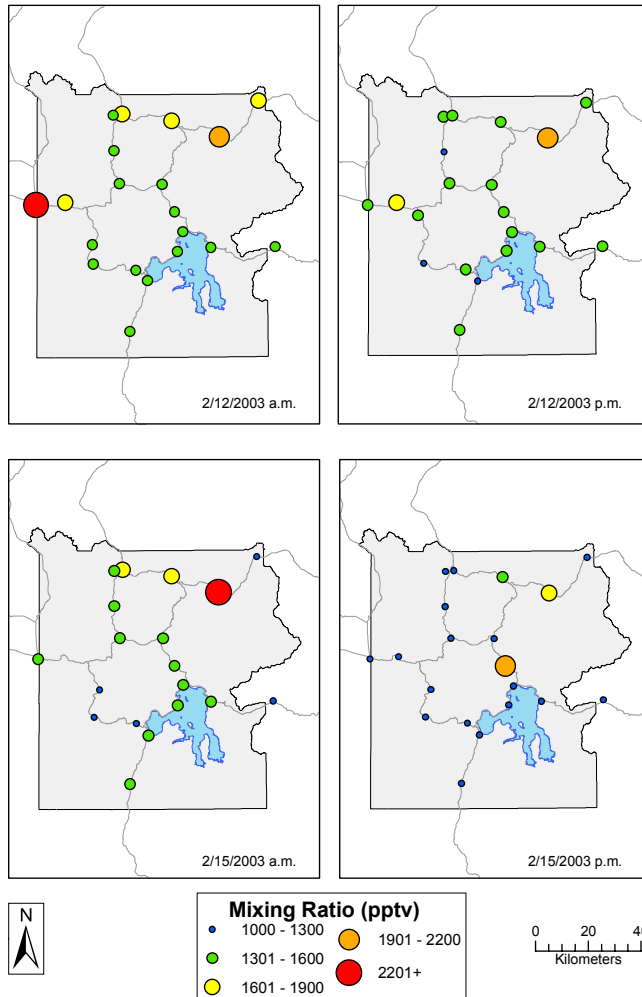 2/12/2003 a.m.
2/12/2003 p.m.
2/15/2003 a.m.
2/15/2003 p.m.
N
Mixing Ratio (pptv)
1000 - 1300
1301 - 1600
1601 - 1900
1901 - 2200
2201+
0 20 40
Kilometers